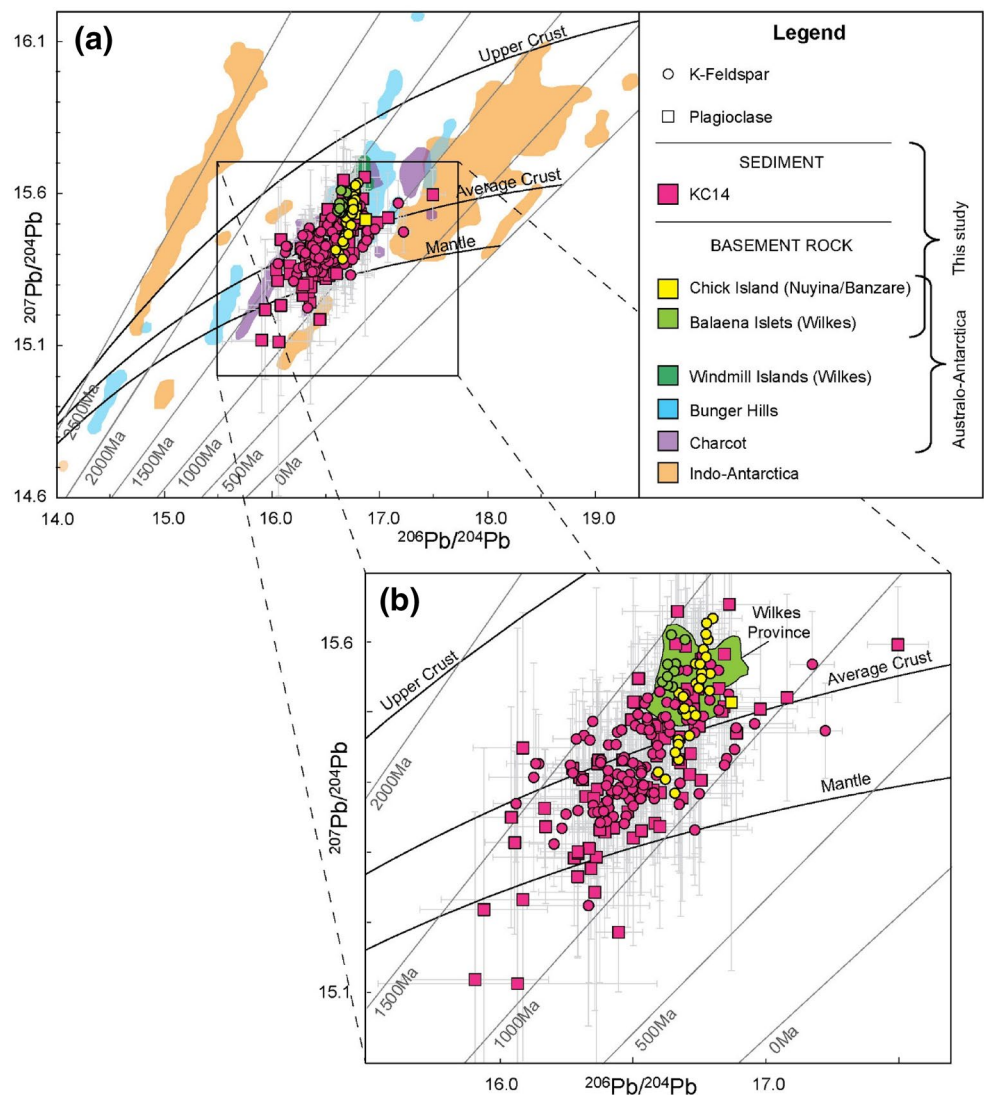 (a)
16.1
15.6
15.1
14.6
207Pb/204Pb
14.0
15.0
16.0
17.0
18.0
19.0
206Pb/204Pb
Upper Crust
Average Crust
Mantle
2500Ma
2000Ma
1500Ma
1000Ma
500Ma
0Ma
Legend
K-Feldspar
Plagioclase
SEDIMENT
KC14
BASEMENT ROCK
Chick Island (Nuyina/Banzare)
Balaena Islets (Wilkes)
Windmill Islands (Wilkes)
Bunger Hills
Charcot
Indo-Antarctica
This study
Australo-Antarctica
(b)
15.6
15.1
207Pb/204Pb
16.0
17.0
206Pb/204Pb
Upper Crust
Wilkes
Province
Average Crust
Mantle
2000Ma
1500Ma
1000Ma
500Ma
0Ma